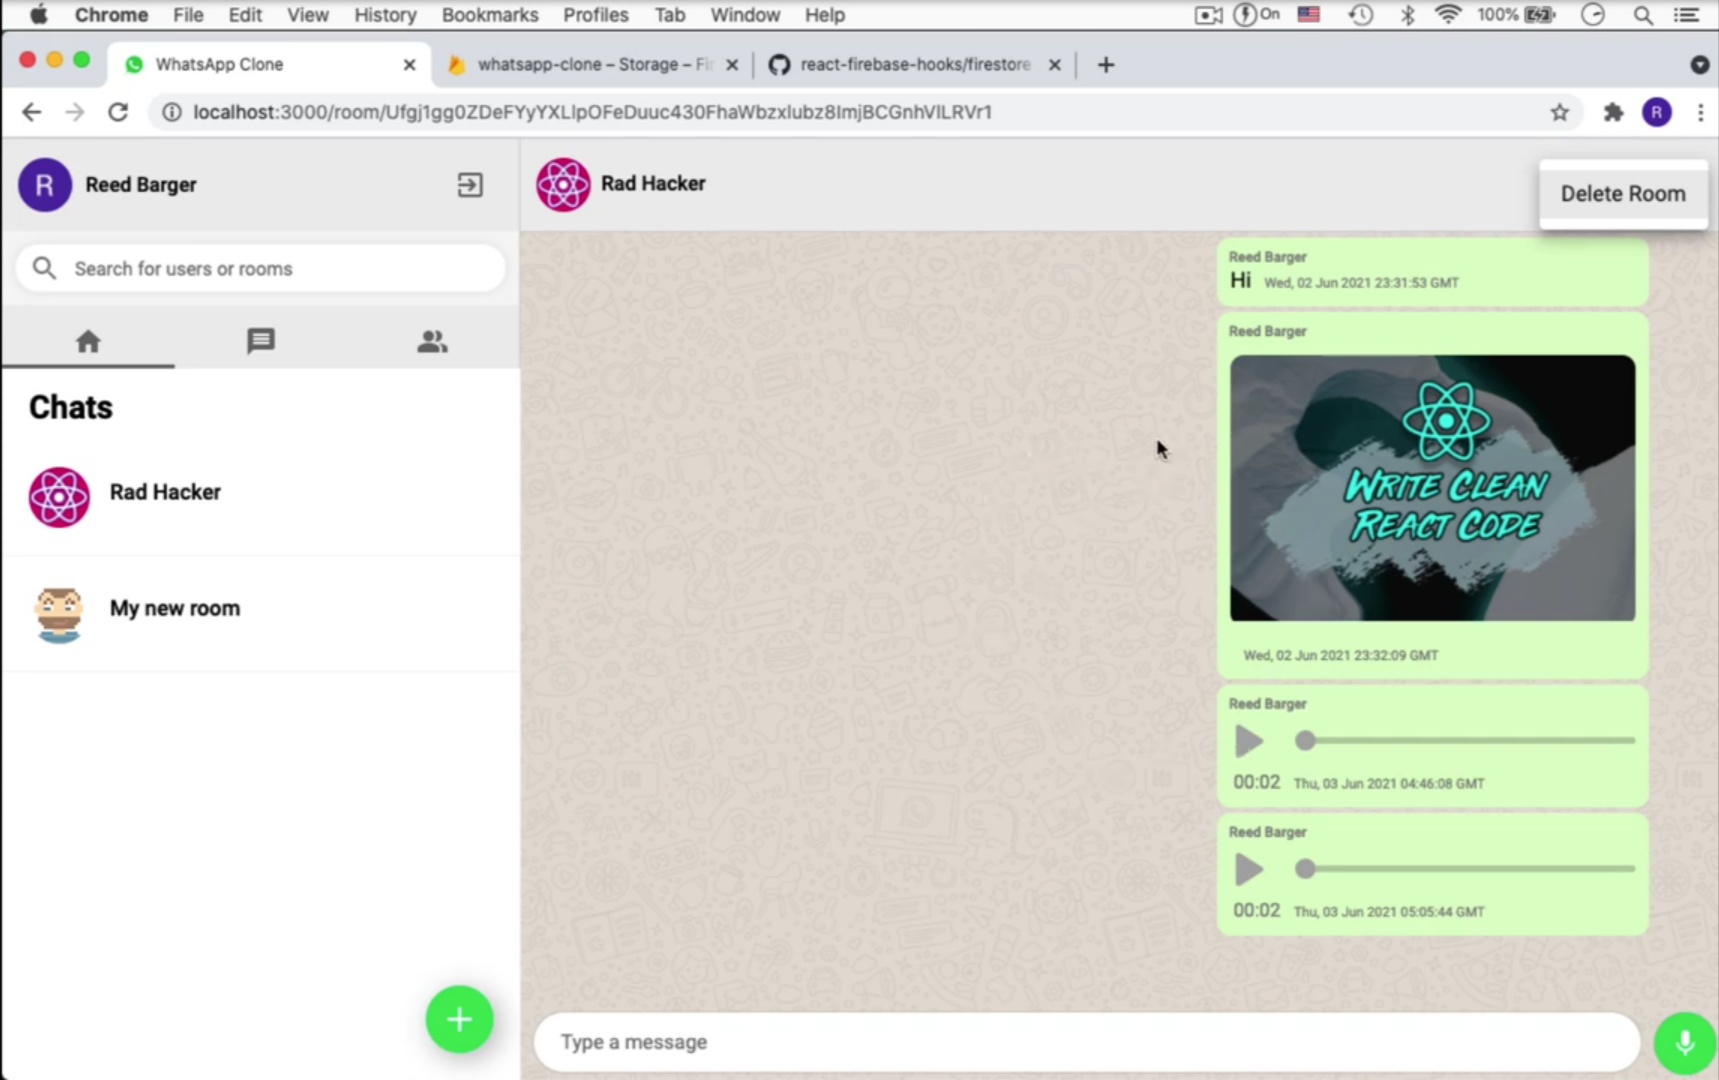 Chrome File Edit View History Bookmarks Profiles Tab Window Help On 100%
WhatsApp Clone whatsapp-clone – Storage – Fir react-firebase-hooks/firestore
localhost:3000/room/Ufgj1gg0ZDeFYyYXLlpOFeDuuc430FhaWbzxlubz8ImjBCGnhVlLRVr1 R
R Reed Barger
Rad Hacker
Delete Room
Search for users or rooms
Chats
Rad Hacker
My new room
Reed Barger
Hi Wed, 02 Jun 2021 23:31:53 GMT
Reed Barger
WRITE CLEAN
REACT CODE
Wed, 02 Jun 2021 23:32:09 GMT
Reed Barger
00:02 Thu, 03 Jun 2021 04:46:08 GMT
Reed Barger
00:02 Thu, 03 Jun 2021 05:05:44 GMT
Type a message